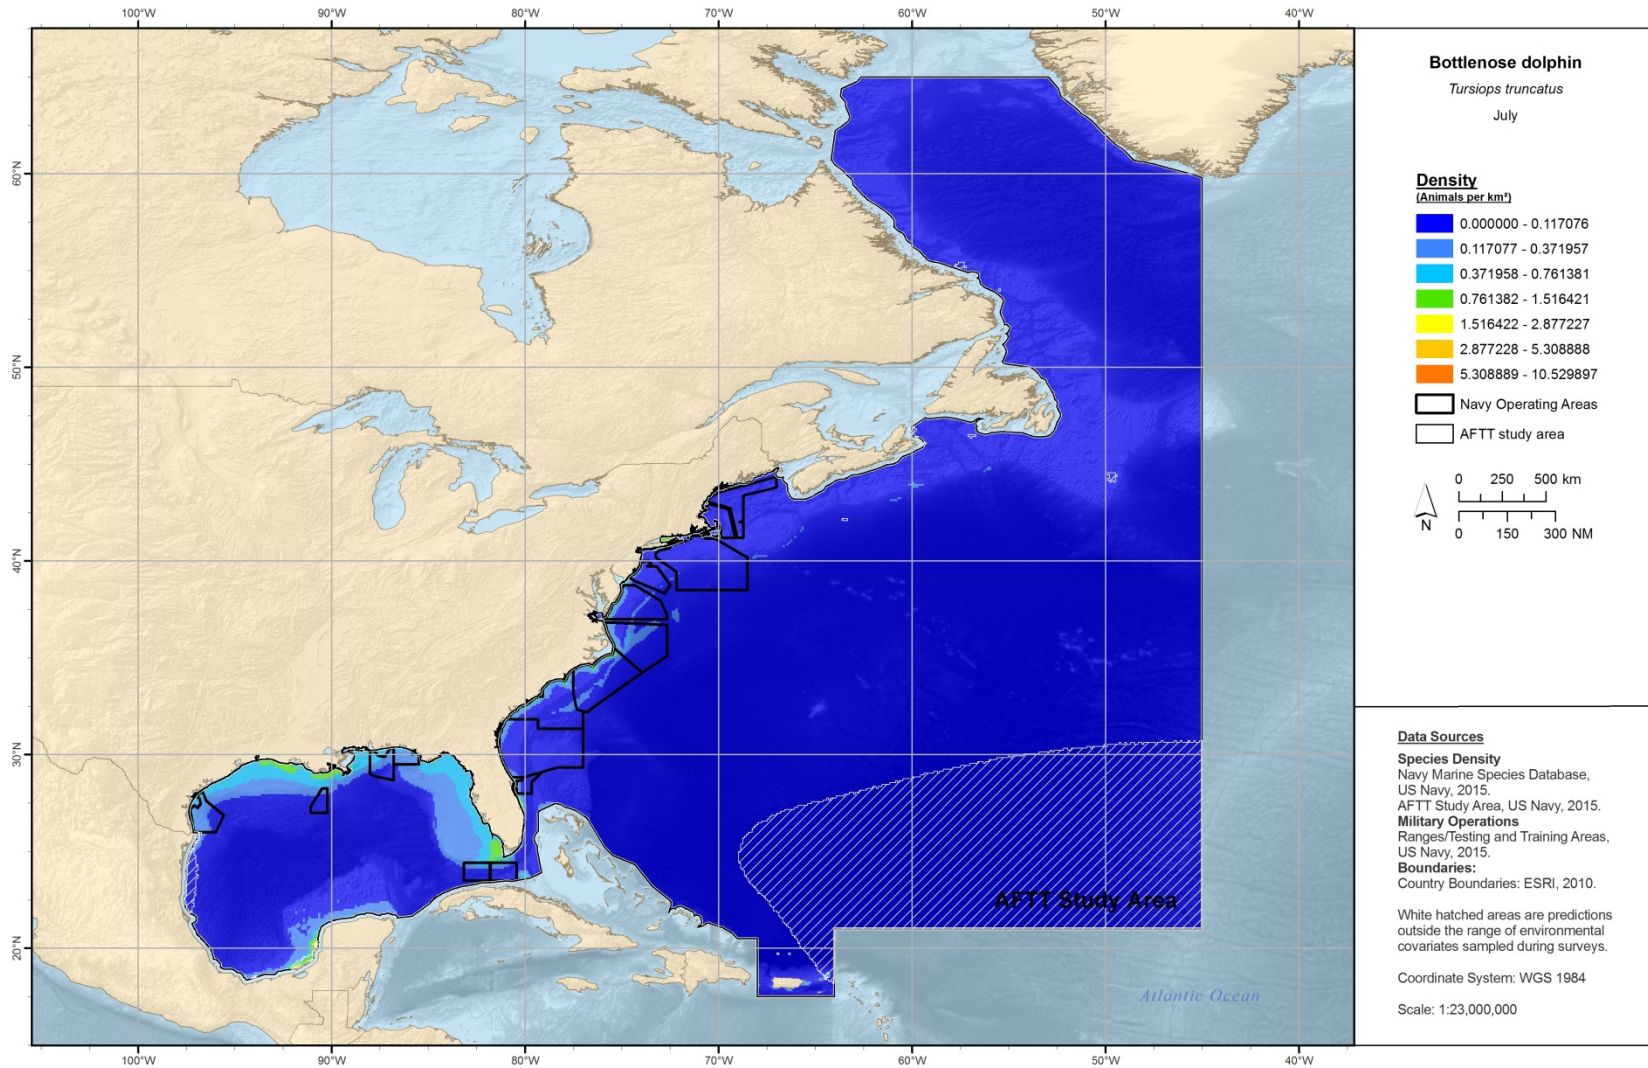 100°W
90°W
80°W
70°W
60°W
50°W
40°W
60°N
50°N
40°N
30°N
20°N
AFTT Study Area
Atlantic Ocean
100°W
90°W
80°W
70°W
60°W
50°W
40°W
Bottlenose dolphin
Tursiops truncatus
July
Density
(Animals per km²)
0.000000 - 0.117076
0.117077 - 0.371957
0.371958 - 0.761381
0.761382 - 1.516421
1.516422 - 2.877227
2.877228 - 5.308888
5.308889 - 10.529897
Navy Operating Areas
AFTT study area
N
0 250 500 km
0 150 300 NM
Data Sources
Species Density
Navy Marine Species Database,
US Navy, 2015.
AFTT Study Area, US Navy, 2015.
Military Operations
Ranges/Testing and Training Areas,
US Navy, 2015.
Boundaries:
Country Boundaries: ESRI, 2010.
White hatched areas are predictions
outside the range of environmental
covariates sampled during surveys.
Coordinate System: WGS 1984
Scale: 1:23,000,000